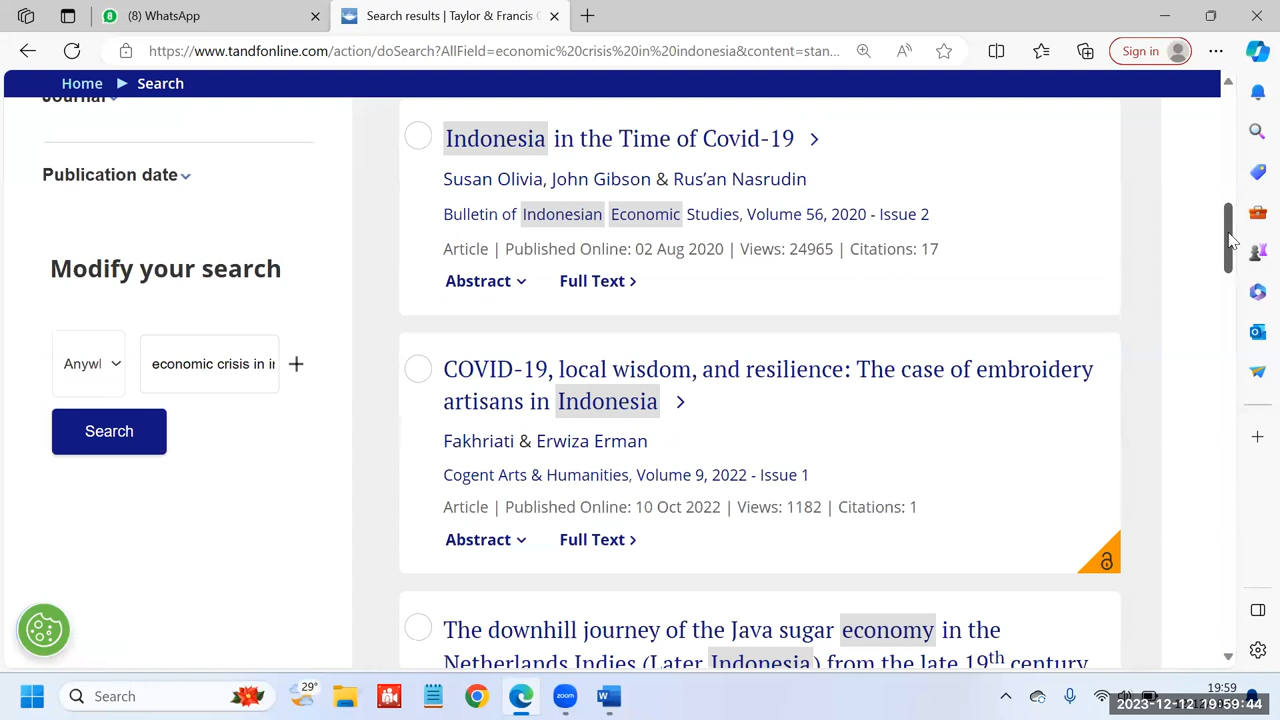 (8) WhatsApp
Search results | Taylor & Francis
https://www.tandfonline.com/action/doSearch?AllField=economic%20crisis%20in%20indonesia&content=stan...
Sign in
Home ▶ Search
Journal
Publication date
Modify your search
Anywl
economic crisis in ir
Search
Indonesia in the Time of Covid-19
Susan Olivia, John Gibson & Rus’an Nasrudin
Bulletin of Indonesian Economic Studies, Volume 56, 2020 - Issue 2
Article | Published Online: 02 Aug 2020 | Views: 24965 | Citations: 17
Abstract
Full Text
COVID-19, local wisdom, and resilience: The case of embroidery
artisans in Indonesia
Fakhriati & Erwiza Erman
Cogent Arts & Humanities, Volume 9, 2022 - Issue 1
Article | Published Online: 10 Oct 2022 | Views: 1182 | Citations: 1
Abstract
Full Text
The downhill journey of the Java sugar economy in the
Netherlands Indies (Later Indonesia) from the late 19th century
Search
29°
zoom
19:59
2023-12-12 19:59:44